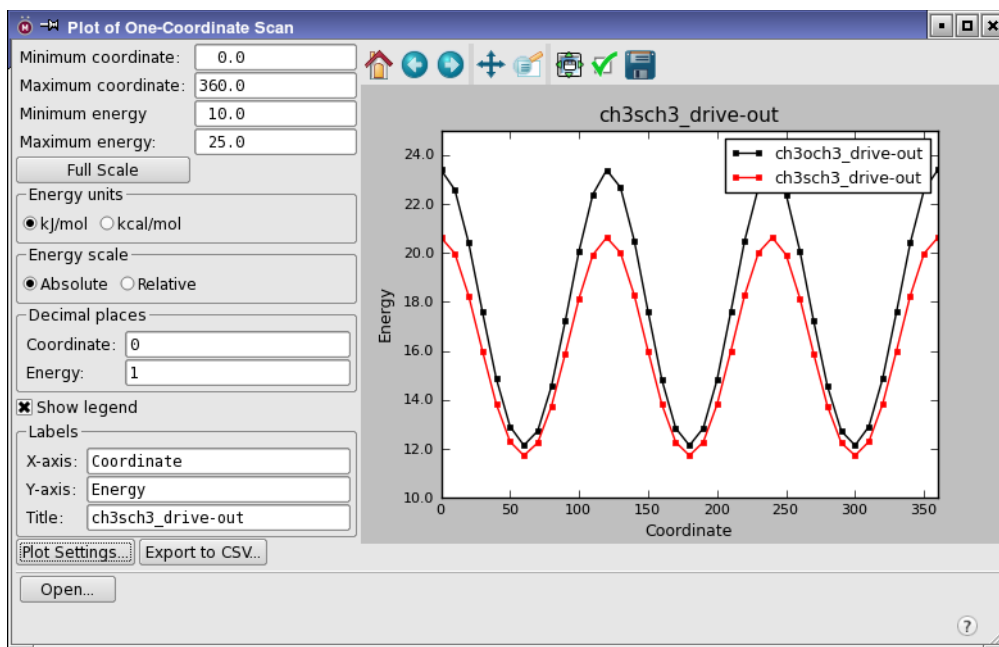 Plot of One-Coordinate Scan
Minimum coordinate: 0.0
Maximum coordinate: 360.0
Minimum energy 10.0
Maximum energy: 25.0
Full Scale
Energy units
kJ/mol kcal/mol
Energy scale
Absolute Relative
Decimal places
Coordinate: 0
Energy: 1
Show legend
Labels
X-axis: Coordinate
Y-axis: Energy
Title: ch3sch3_drive-out
Plot Settings... Export to CSV...
Open...
ch3sch3_drive-out
ch3och3_drive-out
ch3sch3_drive-out
24.0
22.0
20.0
18.0
16.0
14.0
12.0
10.0
Energy
0 50 100 150 200 250 300 350
Coordinate
?